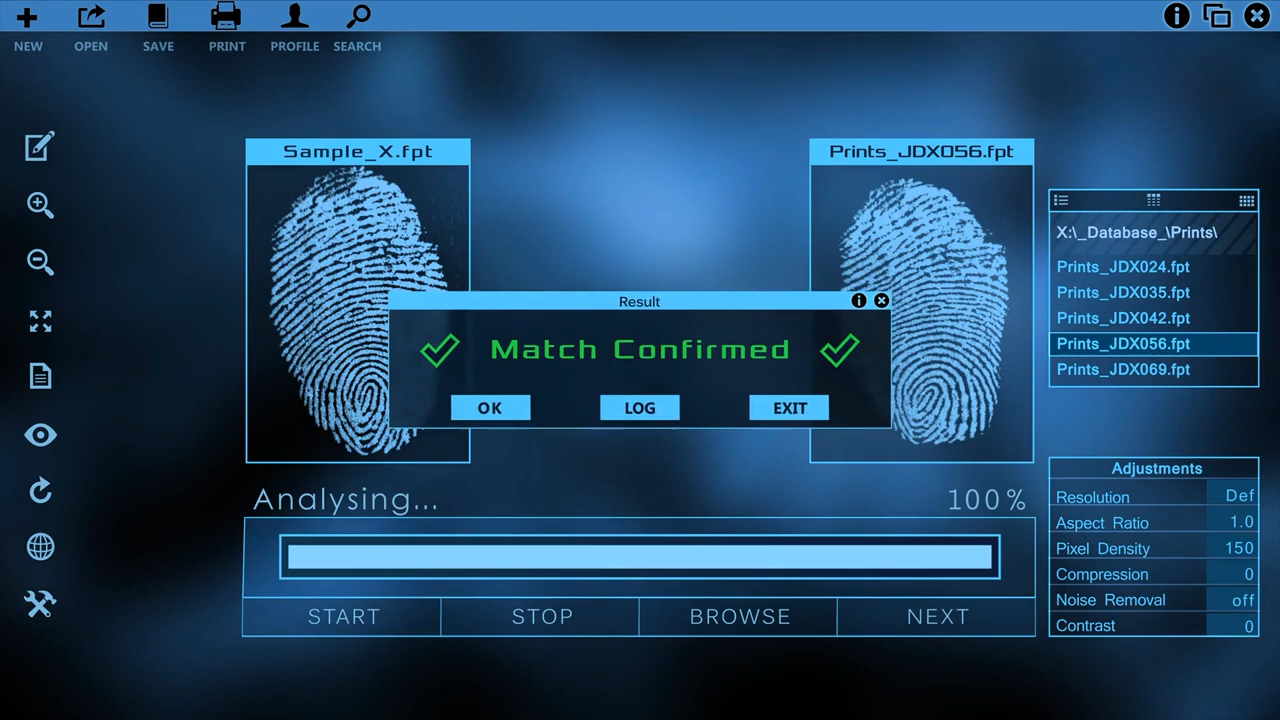 NEW OPEN SAVE PRINT PROFILE SEARCH
Sample_X.fpt
Prints_JDX056.fpt
X:\_Database_\Prints\
Prints_JDX024.fpt
Prints_JDX035.fpt
Prints_JDX042.fpt
Prints_JDX056.fpt
Prints_JDX069.fpt
Result
Match Confirmed
OK LOG EXIT
Analysing... 100%
START STOP BROWSE NEXT
Adjustments
Resolution Def
Aspect Ratio 1.0
Pixel Density 150
Compression 0
Noise Removal off
Contrast 0